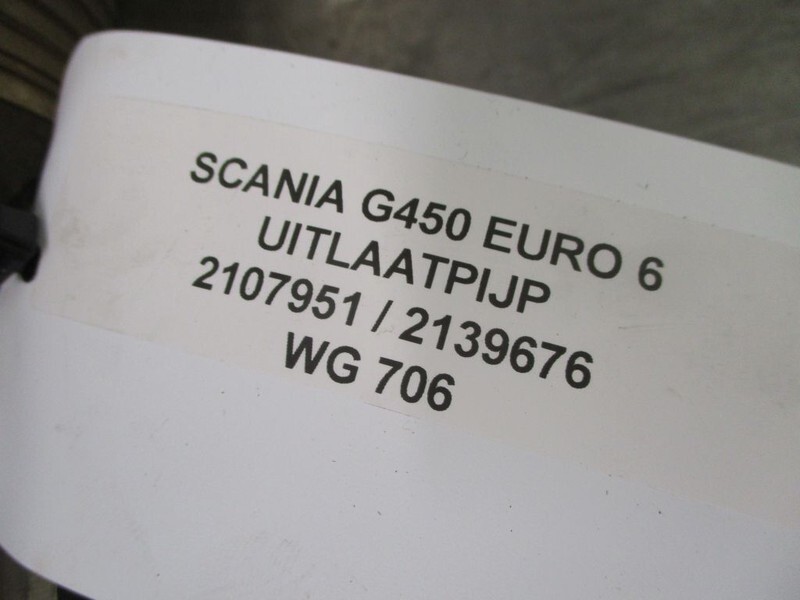 SCANIA G450 EURO 6
UITLAATPIJP
2107951 / 2139676
WG 706